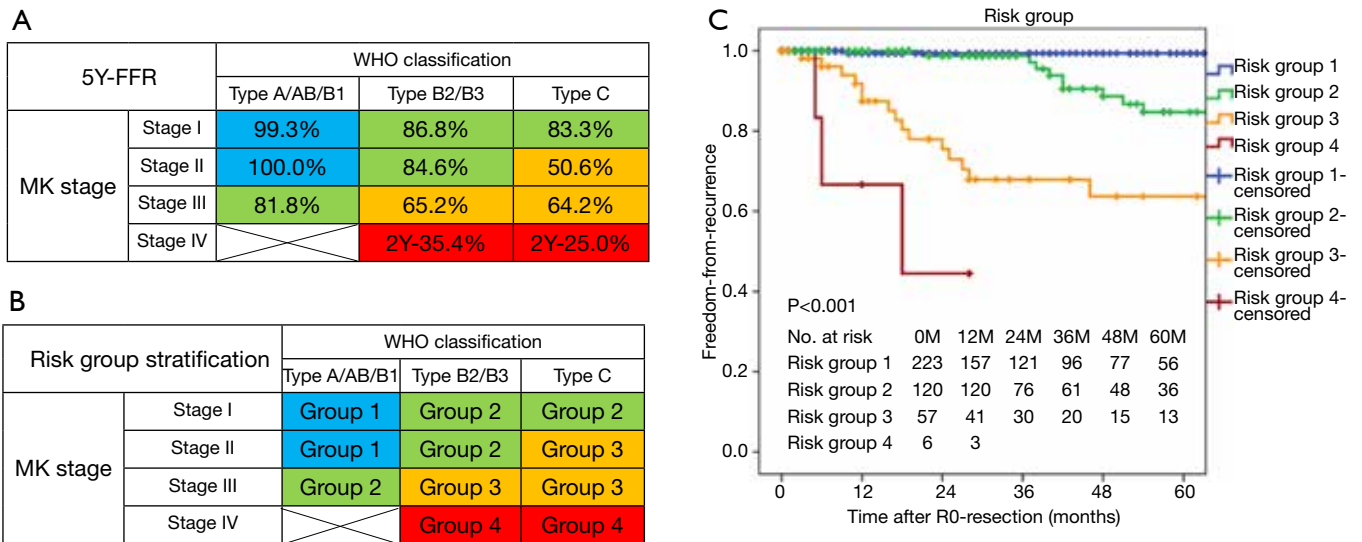 A
5Y-FFR
WHO classification
Type A/AB/B1 Type B2/B3 Type C
MK stage
Stage I 99.3% 86.8% 83.3%
Stage II 100.0% 84.6% 50.6%
Stage III 81.8% 65.2% 64.2%
Stage IV 2Y-35.4% 2Y-25.0%
B
Risk group stratification
WHO classification
Type A/AB/B1 Type B2/B3 Type C
MK stage
Stage I Group 1 Group 2 Group 2
Stage II Group 1 Group 2 Group 3
Stage III Group 2 Group 3 Group 3
Stage IV Group 4 Group 4
C
Risk group
Freedom-from-recurrence
1.0
0.8
0.6
0.4
0.2
0.0
P<0.001
No. at risk 0M 12M 24M 36M 48M 60M
Risk group 1 223 157 121 96 77 56
Risk group 2 120 120 76 61 48 36
Risk group 3 57 41 30 20 15 13
Risk group 4 6 3
0 12 24 36 48 60
Time after R0-resection (months)
Risk group 1
Risk group 2
Risk group 3
Risk group 4
Risk group 1-
censored
Risk group 2-
censored
Risk group 3-
censored
Risk group 4-
censored